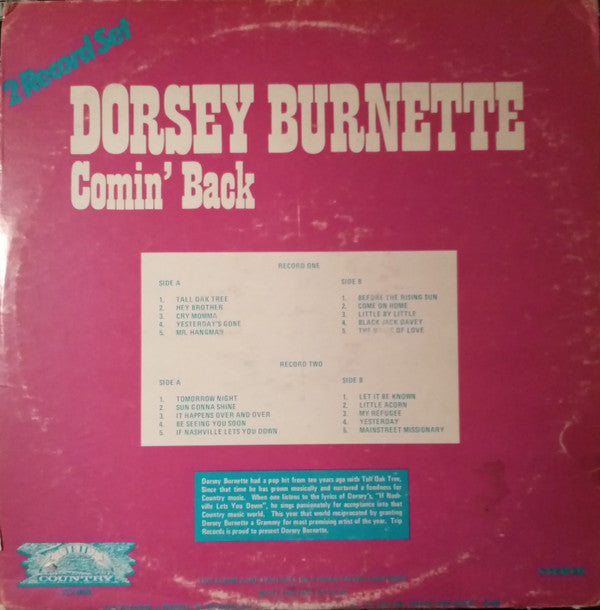 2 Record Set
DORSEY BURNETTE
Comin' Back
RECORD ONE
SIDE A
1. TALL OAK TREE
2. HEY BROTHER
3. CRY MOMMA
4. YESTERDAY'S GONE
5. MR. HANGMAN
SIDE B
1. BEFORE THE RISING SUN
2. COME ON HOME
3. LITTLE BY LITTLE
4. BLACK JACK DAVEY
5. THE MAGIC OF LOVE
RECORD TWO
SIDE A
1. TOMORROW NIGHT
2. SUN GONNA SHINE
3. IT HAPPENS OVER AND OVER
4. BE SEEING YOU SOON
5. IF NASHVILLE LETS YOU DOWN
SIDE B
1. LET IT BE KNOWN
2. LITTLE ACORN
3. MY REFUGEE
4. YESTERDAY
5. MAINSTREET MISSIONARY
Dorsey Burnette had a pop hit from ten years ago with Tall Oak Tree.
Since that time he has grown musically and nurtured a fondness for
Country music. When one listens to the lyrics of Dorsey's, "If Nash-
ville Lets You Down", he sings passionately for acceptance into that
Country music world. This year that world reciprocated by granting
Dorsey Burnette a Grammy for most promising artist of the year. Trip
Records is proud to present Dorsey Burnette.
COUNTRY
STEREO